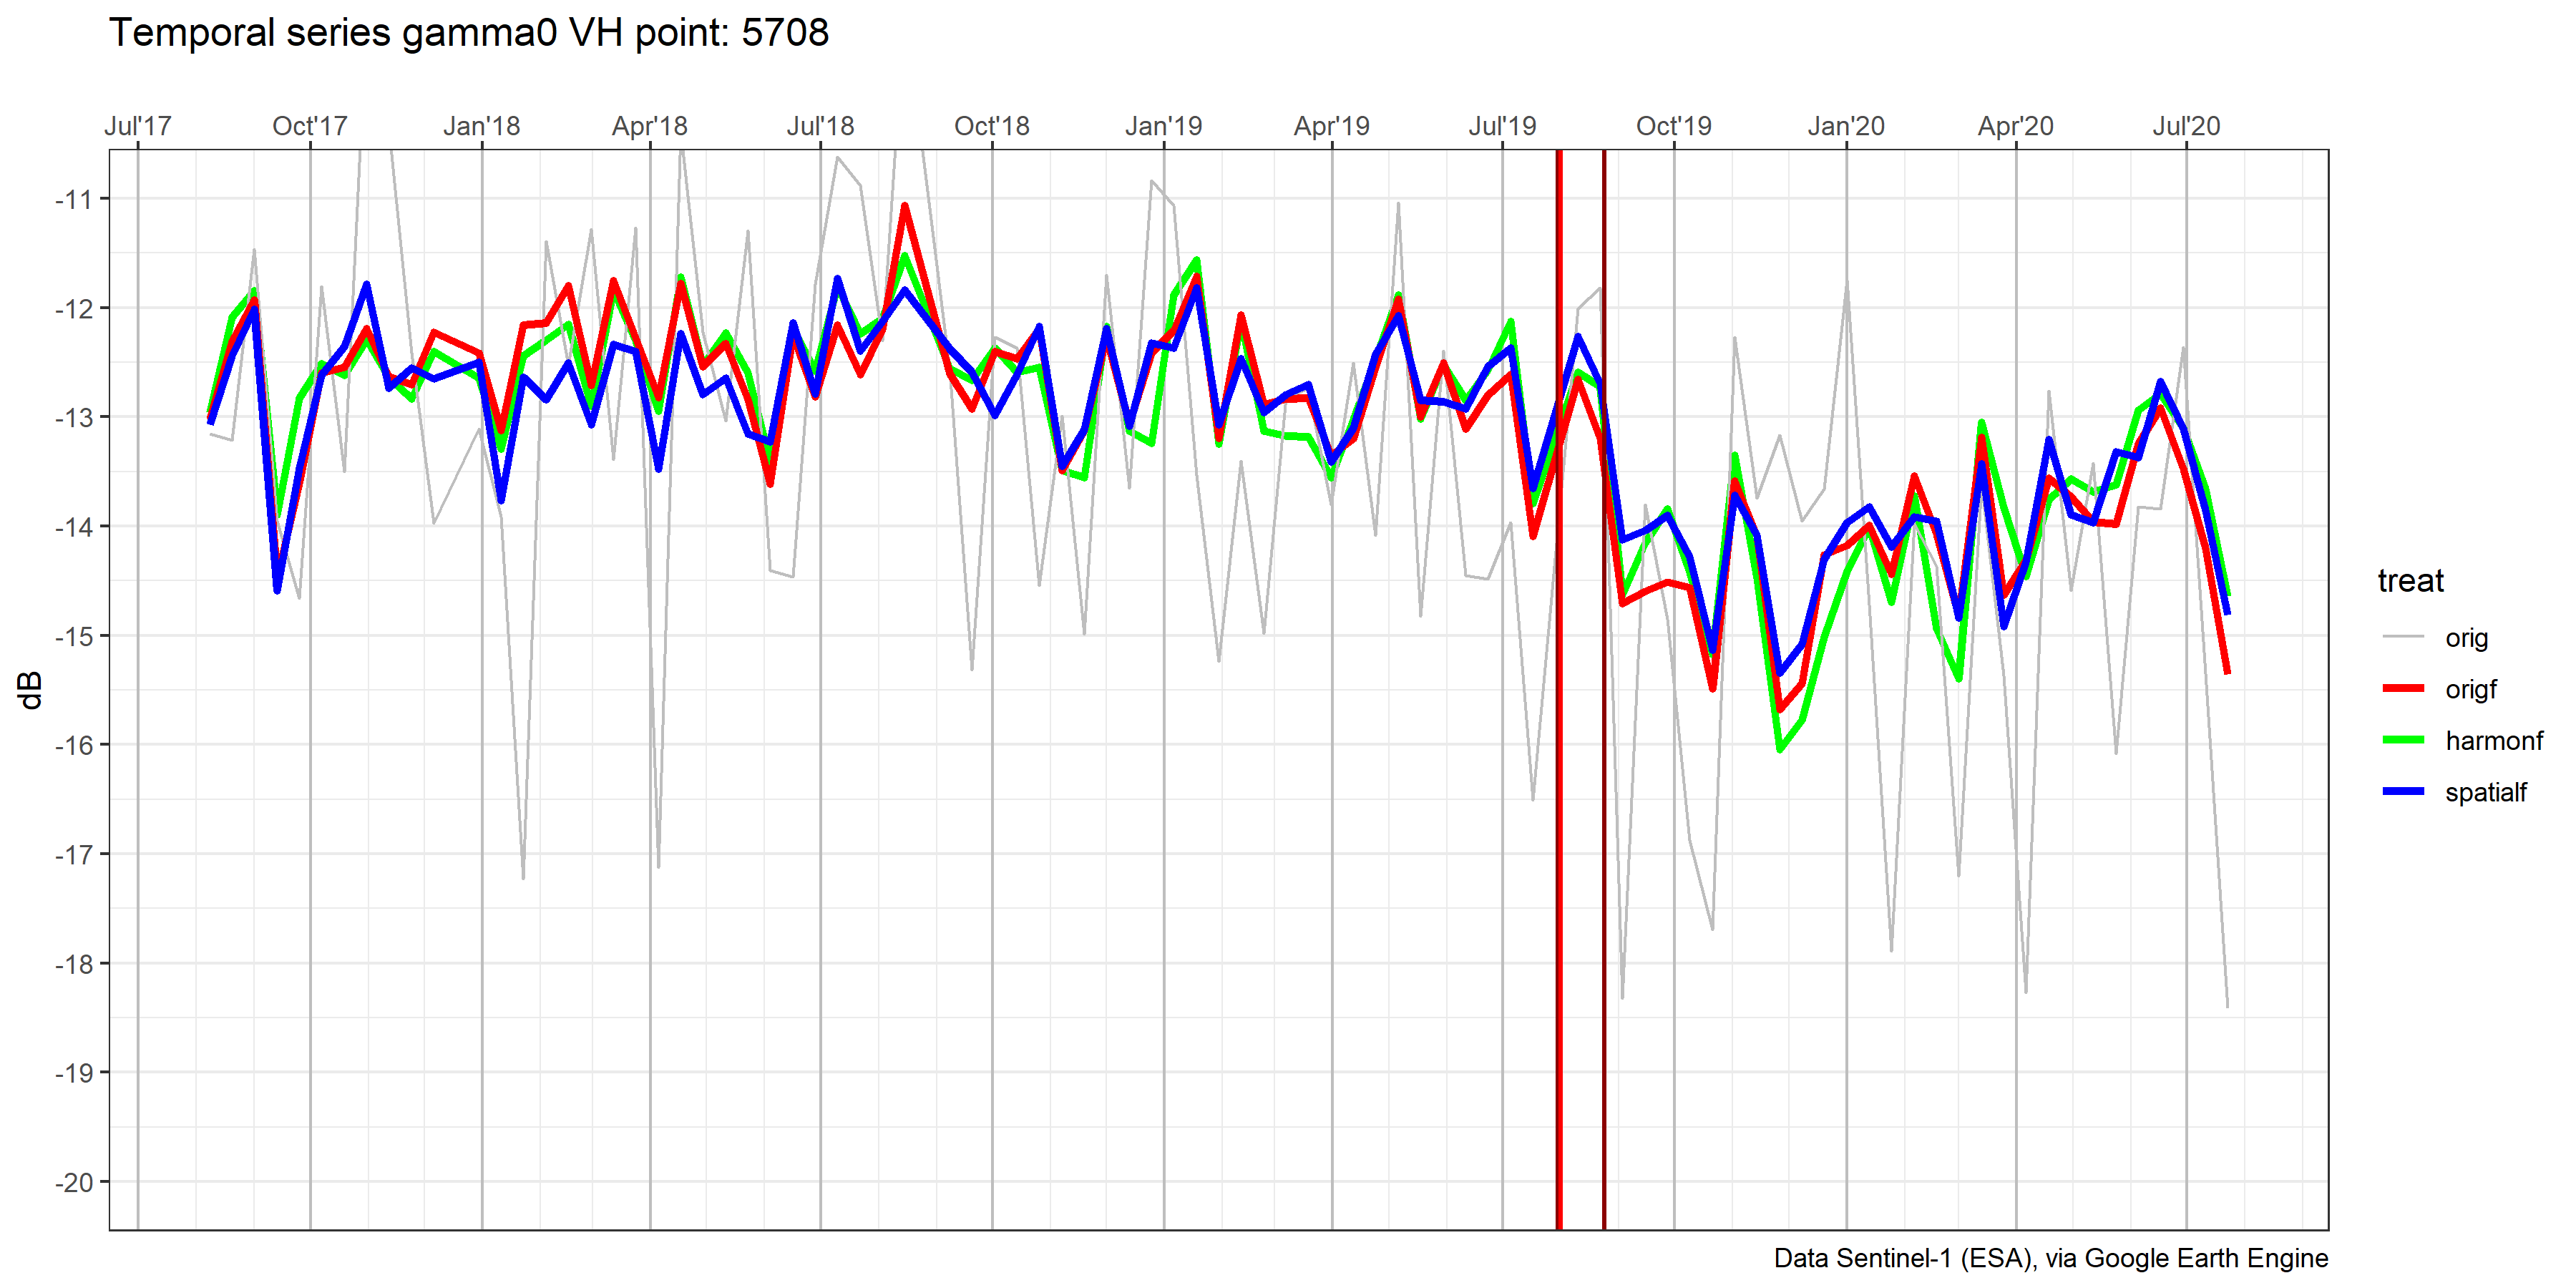 Temporal series gamma0 VH point: 5708
Jul'17 Oct'17 Jan'18 Apr'18 Jul'18 Oct'18 Jan'19 Apr'19 Jul'19 Oct'19 Jan'20 Apr'20 Jul'20
-11
-12
-13
-14
-15
-16
-17
-18
-19
-20
dB
treat
orig
origf
harmonf
spatialf
Data Sentinel-1 (ESA), via Google Earth Engine